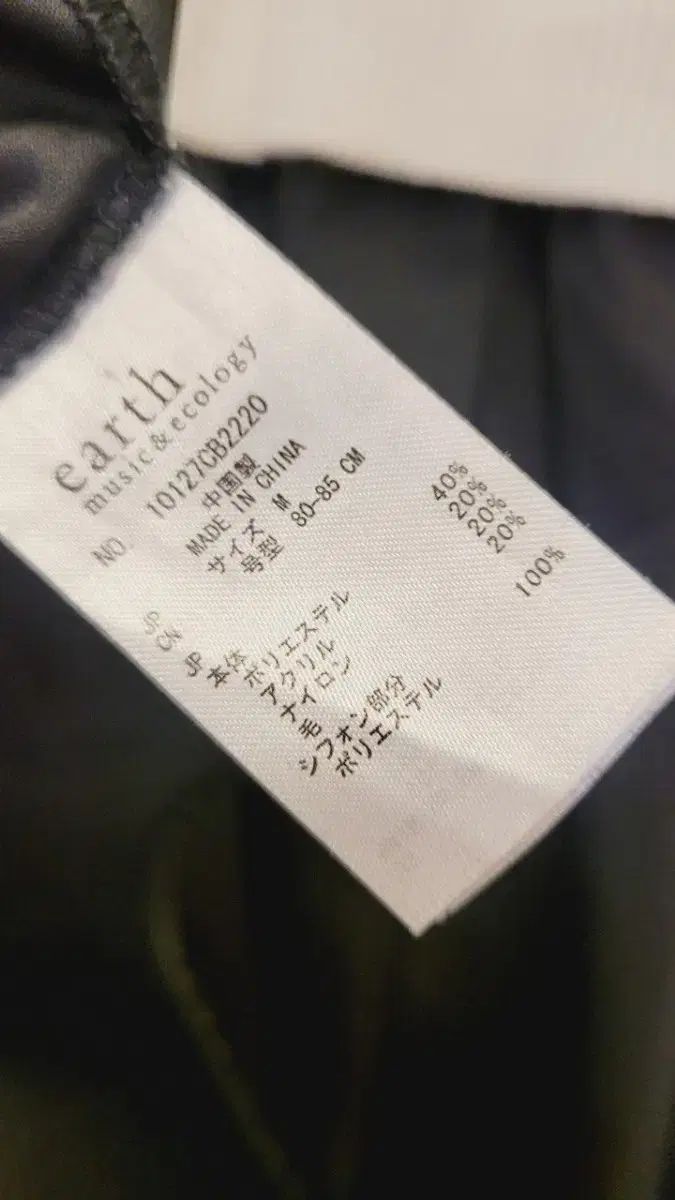 earth
music&ecology
NO. 10127CB2220
中国製
MADE IN CHINA
JP サイズ M
CN 号型 80-85 CM
JP 本体 ポリエステル 40%
アクリル 20%
ナイロン 20%
毛 20%
シフォン部分
ポリエステル 100%